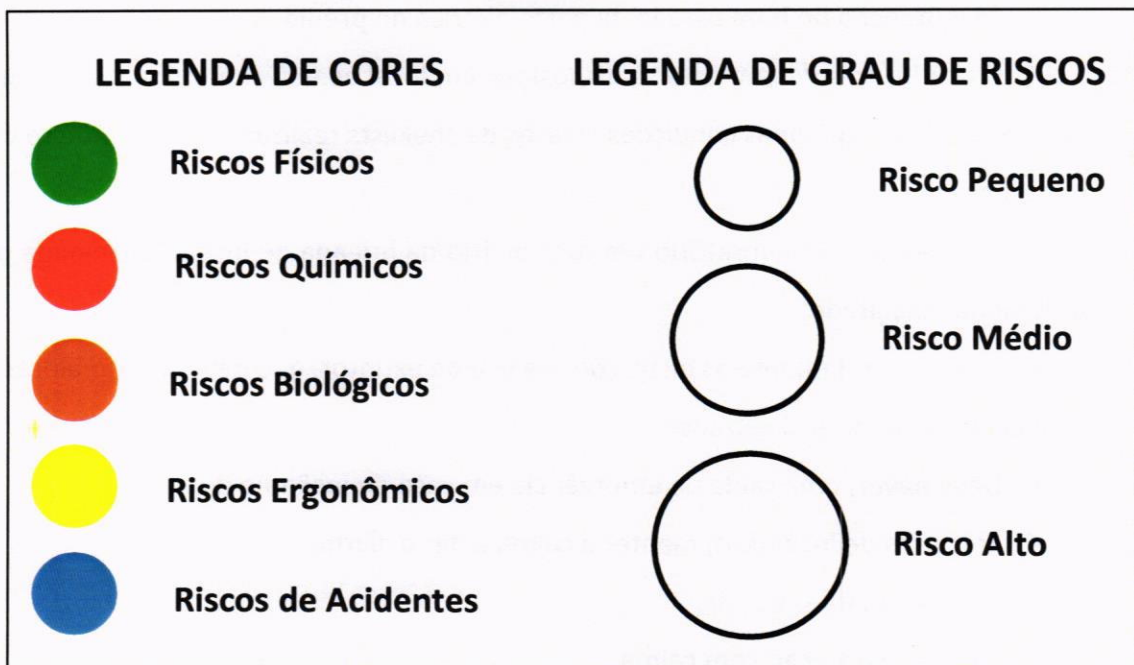 LEGENDA DE CORES
Riscos Físicos
Riscos Químicos
Riscos Biológicos
Riscos Ergonômicos
Riscos de Acidentes
LEGENDA DE GRAU DE RISCOS
Risco Pequeno
Risco Médio
Risco Alto